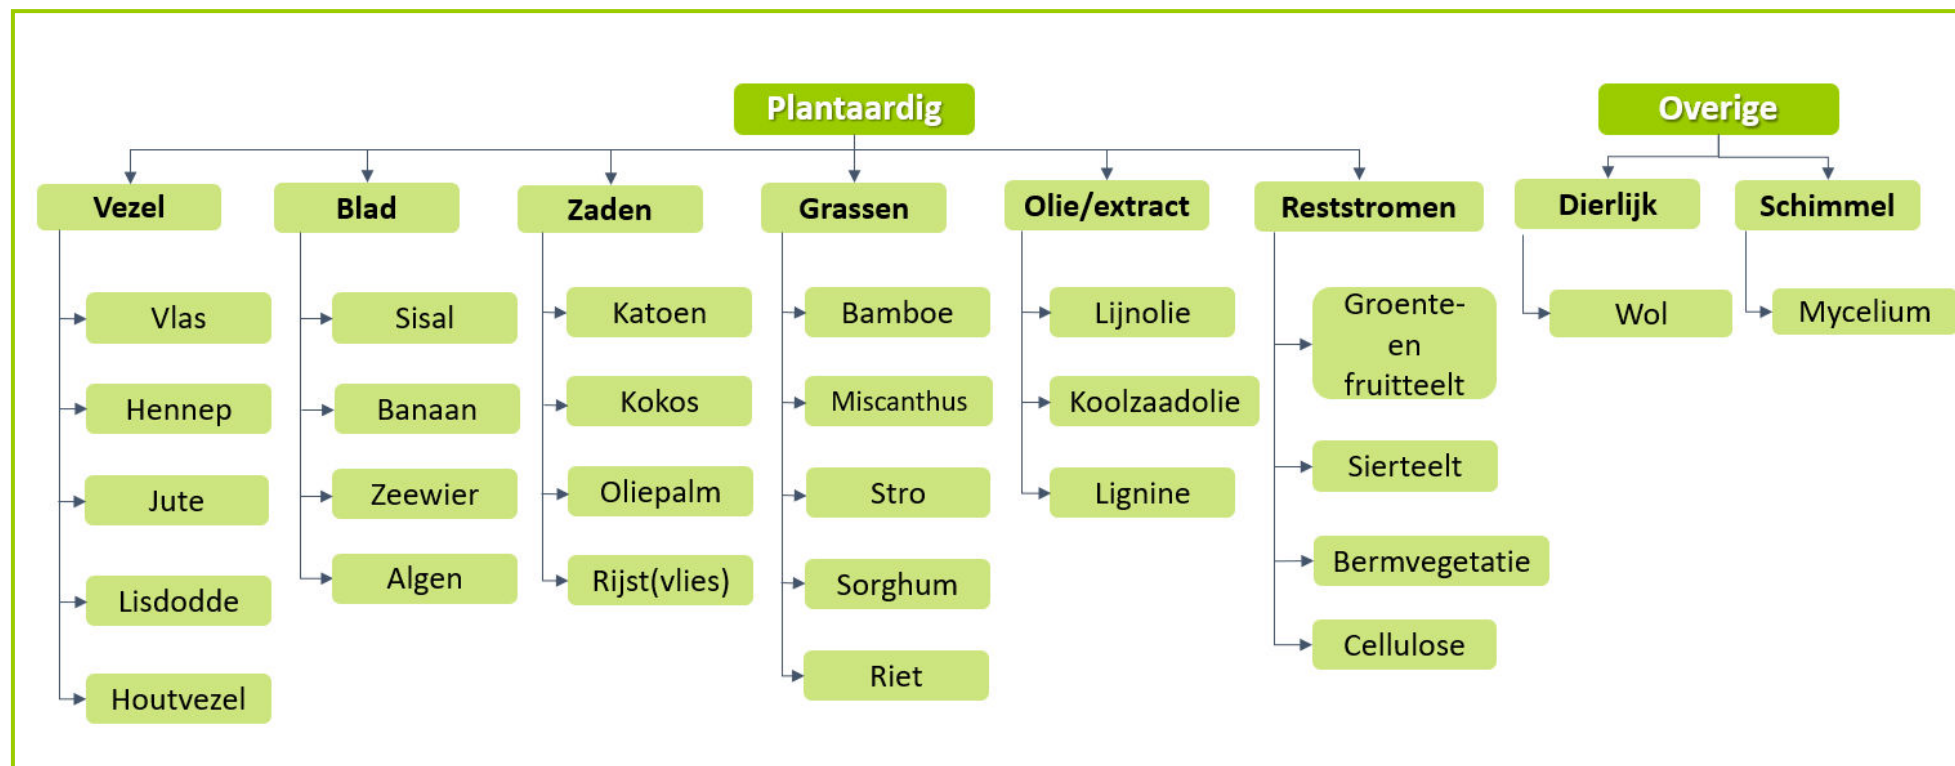 Plantaardig
Overige
Vezel
Blad
Zaden
Grassen
Olie/extract
Reststromen
Dierlijk
Schimmel
Vlas
Hennep
Jute
Lisdodde
Houtvezel
Sisal
Banaan
Zeewier
Algen
Katoen
Kokos
Oliepalm
Rijst(vlies)
Bamboe
Miscanthus
Stro
Sorghum
Riet
Lijnolie
Koolzaadolie
Lignine
Groente-
en
fruitteelt
Sierteelt
Bermvegetatie
Cellulose
Wol
Mycelium